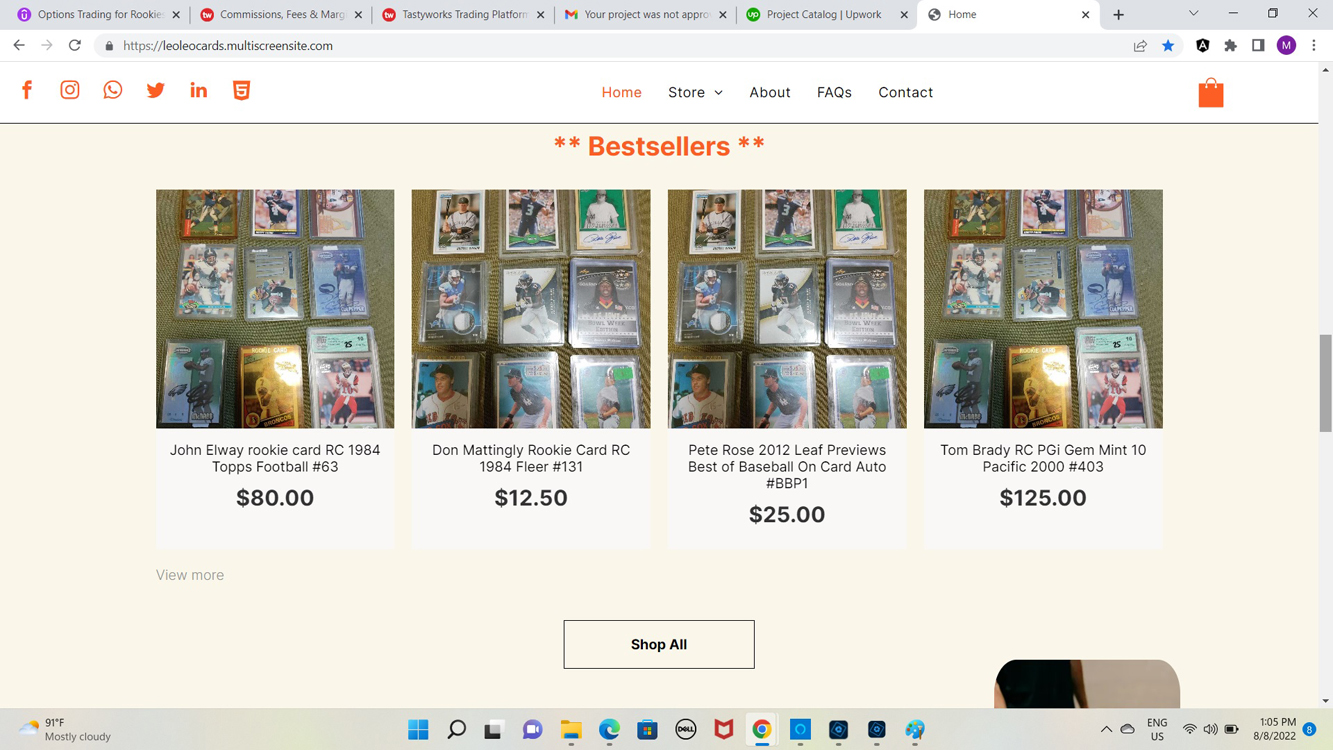 Options Trading for Rookies
Commissions, Fees & Marg
Tastyworks Trading Platform
Your project was not appro
Project Catalog | Upwork
Home
https://leoleocards.multiscreensite.com
M
Home
Store
About
FAQs
Contact
** Bestsellers **
John Elway rookie card RC 1984
Topps Football #63
$80.00
Don Mattingly Rookie Card RC
1984 Fleer #131
$12.50
Pete Rose 2012 Leaf Previews
Best of Baseball On Card Auto
#BBP1
$25.00
Tom Brady RC PGi Gem Mint 10
Pacific 2000 #403
$125.00
View more
Shop All
91°F
Mostly cloudy
DELL
ENG
US
1:05 PM
8/8/2022
8